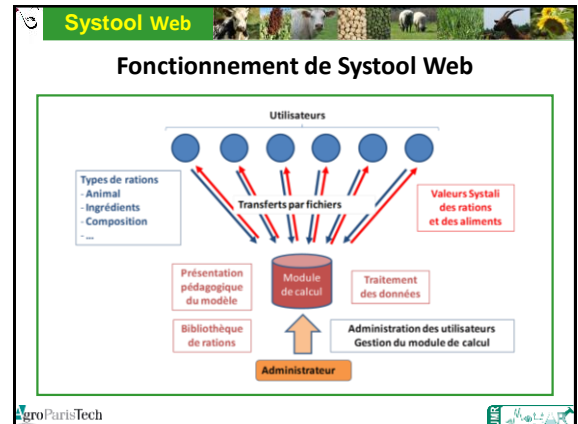 Systool Web
Fonctionnement de Systool Web
Utilisateurs
Types de rations
- Animal
- Ingrédients
- Composition
- ...
Transferts par fichiers
Valeurs Systali
des rations
et des aliments
Présentation
pédagogique
du modèle
Module
de calcul
Traitement
des données
Bibliothèque
de rations
Administration des utilisateurs
Gestion du module de calcul
Administrateur
AgroParisTech
UMR